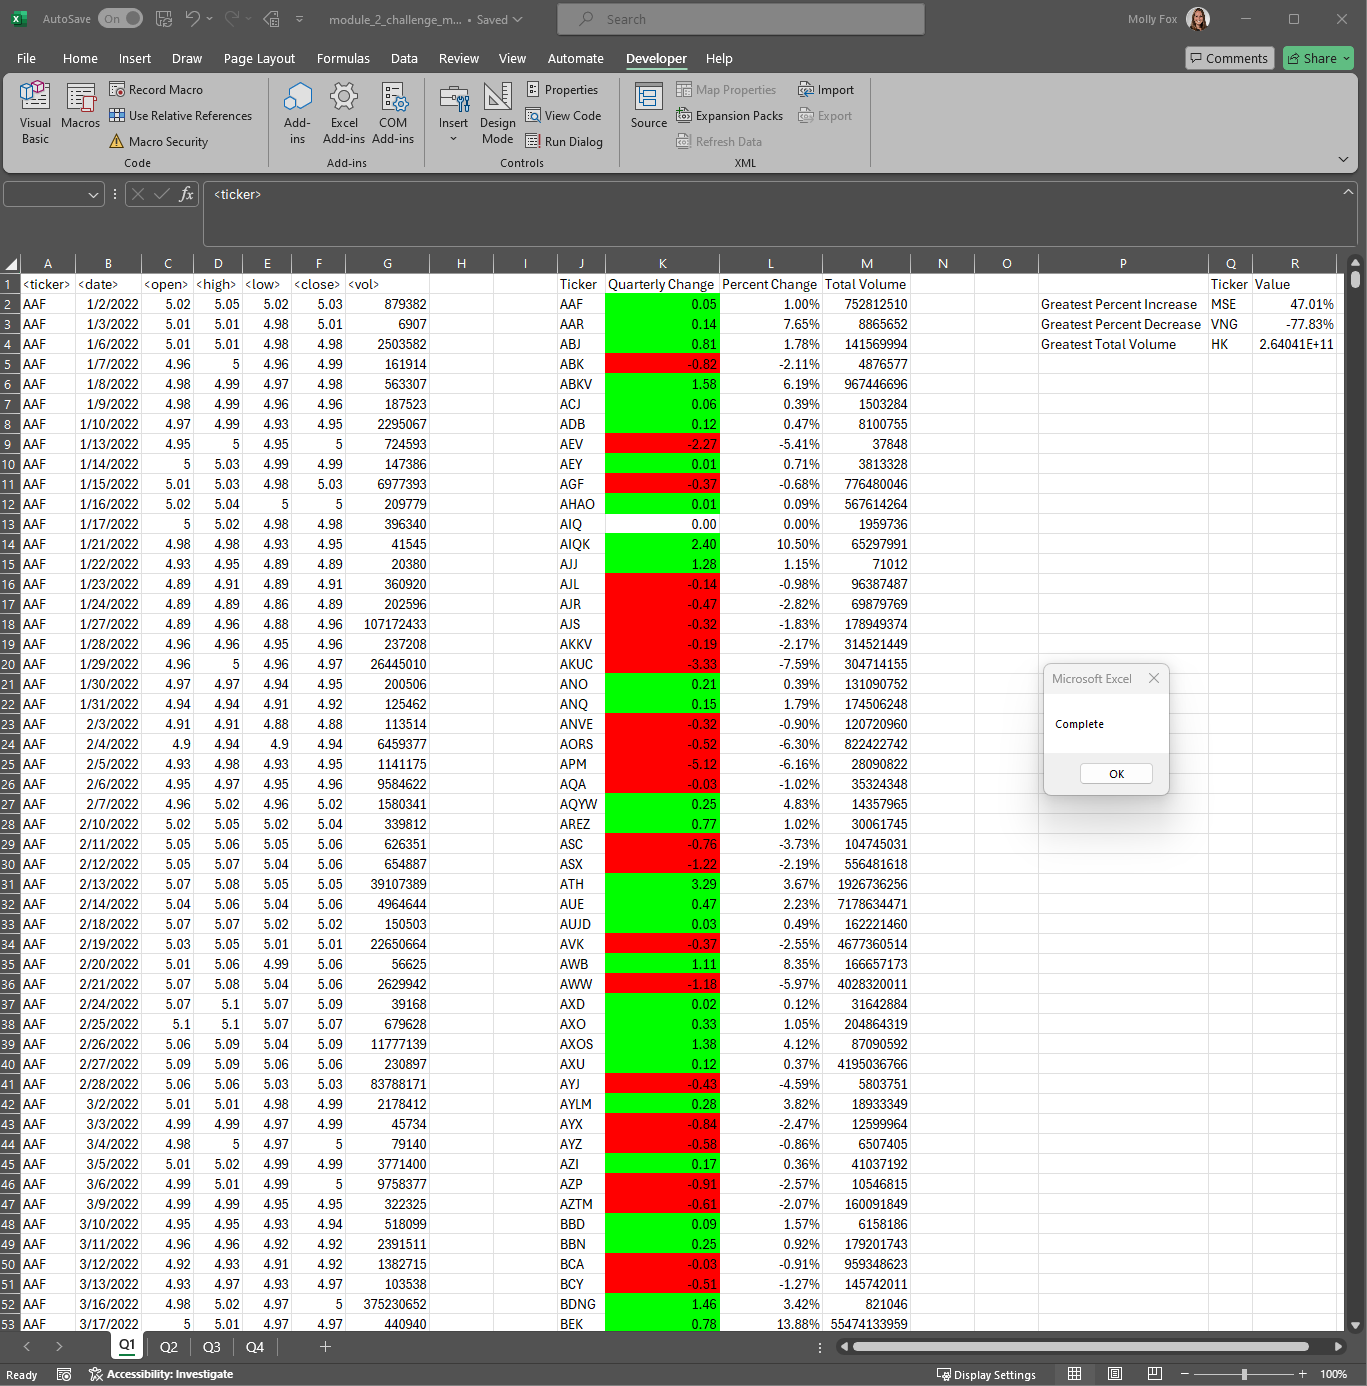 AutoSave On module_2_challenge_m... • Saved Search Molly Fox
File Home Insert Draw Page Layout Formulas Data Review View Automate Developer Help Comments Share
Visual Basic Macros Record Macro Use Relative References Macro Security Code
Add-ins Excel Add-ins COM Add-ins Add-ins
Insert Design Mode Properties View Code Run Dialog Controls
Source Map Properties Expansion Packs Refresh Data Import Export XML
fx <ticker>
A B C D E F G H I J K L M N O P Q R
1 <ticker> <date> <open> <high> <low> <close> <vol> Ticker Quarterly Change Percent Change Total Volume Ticker Value
2 AAF 1/2/2022 5.02 5.05 5.02 5.03 879382 AAF 0.05 1.00% 752812510 Greatest Percent Increase MSE 47.01%
3 AAF 1/3/2022 5.01 5.01 4.98 5.01 6907 AAR 0.14 7.65% 8865652 Greatest Percent Decrease VNG -77.83%
4 AAF 1/6/2022 5.01 5.01 4.98 4.98 2503582 ABJ 0.81 1.78% 141569994 Greatest Total Volume HK 2.64041E+11
5 AAF 1/7/2022 4.96 5 4.96 4.99 161914 ABK -0.82 -2.11% 4876577
6 AAF 1/8/2022 4.98 4.99 4.97 4.98 563307 ABKV 1.58 6.19% 967446696
7 AAF 1/9/2022 4.98 4.99 4.96 4.96 187523 ACJ 0.06 0.39% 1503284
8 AAF 1/10/2022 4.97 4.99 4.93 4.95 2295067 ADB 0.12 0.47% 8100755
9 AAF 1/13/2022 4.95 5 4.95 5 724593 AEV -2.27 -5.41% 37848
10 AAF 1/14/2022 5 5.03 4.99 4.99 147386 AEY 0.01 0.71% 3813328
11 AAF 1/15/2022 5.01 5.03 4.98 5.03 6977393 AGF -0.37 -0.68% 776480046
12 AAF 1/16/2022 5.02 5.04 5 5 209779 AHAO 0.01 0.09% 567614264
13 AAF 1/17/2022 5 5.02 4.98 4.98 396340 AIQ 0.00 0.00% 1959736
14 AAF 1/21/2022 4.98 4.98 4.93 4.95 41545 AIQK 2.40 10.50% 65297991
15 AAF 1/22/2022 4.93 4.95 4.89 4.89 20380 AJJ 1.28 1.15% 71012
16 AAF 1/23/2022 4.89 4.91 4.89 4.91 360920 AJL -0.14 -0.98% 96387487
17 AAF 1/24/2022 4.89 4.89 4.86 4.89 202596 AJR -0.47 -2.82% 69879769
18 AAF 1/27/2022 4.89 4.96 4.88 4.96 107172433 AJS -0.32 -1.83% 178949374
19 AAF 1/28/2022 4.96 4.96 4.95 4.96 237208 AKKV -0.19 -2.17% 314521449
20 AAF 1/29/2022 4.96 5 4.96 4.97 26445010 AKUC -3.33 -7.59% 304714155
21 AAF 1/30/2022 4.97 4.97 4.94 4.95 200506 ANO 0.21 0.39% 131090752
22 AAF 1/31/2022 4.94 4.94 4.91 4.92 125462 ANQ 0.15 1.79% 174506248
23 AAF 2/3/2022 4.91 4.91 4.88 4.88 113514 ANVE -0.32 -0.90% 120720960
24 AAF 2/4/2022 4.9 4.94 4.9 4.94 6459377 AORS -0.52 -6.30% 822422742
25 AAF 2/5/2022 4.93 4.98 4.93 4.95 1141175 APM -5.12 -6.16% 28090822
26 AAF 2/6/2022 4.95 4.97 4.95 4.96 9584622 AQA -0.03 -1.02% 35324348
27 AAF 2/7/2022 4.96 5.02 4.96 5.02 1580341 AQYW 0.25 4.83% 14357965
28 AAF 2/10/2022 5.02 5.05 5.02 5.04 339812 AREZ 0.77 1.02% 30061745
29 AAF 2/11/2022 5.05 5.06 5.05 5.06 626351 ASC -0.76 -3.73% 104745031
30 AAF 2/12/2022 5.05 5.07 5.04 5.06 654887 ASX -1.22 -2.19% 556481618
31 AAF 2/13/2022 5.07 5.08 5.05 5.05 39107389 ATH 3.29 3.67% 1926736256
32 AAF 2/14/2022 5.04 5.06 5.04 5.06 4964644 AUE 0.47 2.23% 7178634471
33 AAF 2/18/2022 5.07 5.07 5.02 5.02 150503 AUJD 0.03 0.49% 162221460
34 AAF 2/19/2022 5.03 5.05 5.01 5.01 22650664 AVK -0.37 -2.55% 4677360514
35 AAF 2/20/2022 5.01 5.06 4.99 5.06 56625 AWB 1.11 8.35% 166657173
36 AAF 2/21/2022 5.07 5.08 5.04 5.06 2629942 AWW -1.18 -5.97% 4028320011
37 AAF 2/24/2022 5.07 5.1 5.07 5.09 39168 AXD 0.02 0.12% 31642884
38 AAF 2/25/2022 5.1 5.1 5.07 5.07 679628 AXO 0.33 1.05% 204864319
39 AAF 2/26/2022 5.06 5.09 5.04 5.09 11777139 AXOS 1.38 4.12% 87090592
40 AAF 2/27/2022 5.09 5.09 5.06 5.06 230897 AXU 0.12 0.37% 4195036766
41 AAF 2/28/2022 5.06 5.06 5.03 5.03 83788171 AYJ -0.43 -4.59% 5803751
42 AAF 3/2/2022 5.01 5.01 4.98 4.99 2178412 AYLM 0.28 3.82% 18933349
43 AAF 3/3/2022 4.99 4.99 4.97 4.99 45734 AYX -0.84 -2.47% 12599964
44 AAF 3/4/2022 4.98 5 4.97 5 79140 AYZ -0.58 -0.86% 6507405
45 AAF 3/5/2022 5.01 5.02 4.99 4.99 3771400 AZI 0.17 0.36% 41037192
46 AAF 3/6/2022 4.99 5.01 4.99 5 9758377 AZP -0.91 -2.57% 10546815
47 AAF 3/9/2022 4.99 4.99 4.95 4.95 322325 AZTM -0.61 -2.07% 160091849
48 AAF 3/10/2022 4.95 4.95 4.93 4.94 518099 BBD 0.09 1.57% 6158186
49 AAF 3/11/2022 4.96 4.96 4.92 4.92 2391511 BBN 0.25 0.92% 179201743
50 AAF 3/12/2022 4.92 4.93 4.91 4.92 1382715 BCA -0.03 -0.91% 959348623
51 AAF 3/13/2022 4.93 4.97 4.93 4.97 103538 BCY -0.51 -1.27% 145742011
52 AAF 3/16/2022 4.98 5.02 4.97 5 375230652 BDNG 1.46 3.42% 821046
53 AAF 3/17/2022 5 5.01 4.97 4.97 440940 BEK 0.78 13.88% 55474133959
Microsoft Excel
Complete
OK
Q1 Q2 Q3 Q4
Ready Accessibility: Investigate Display Settings 100%